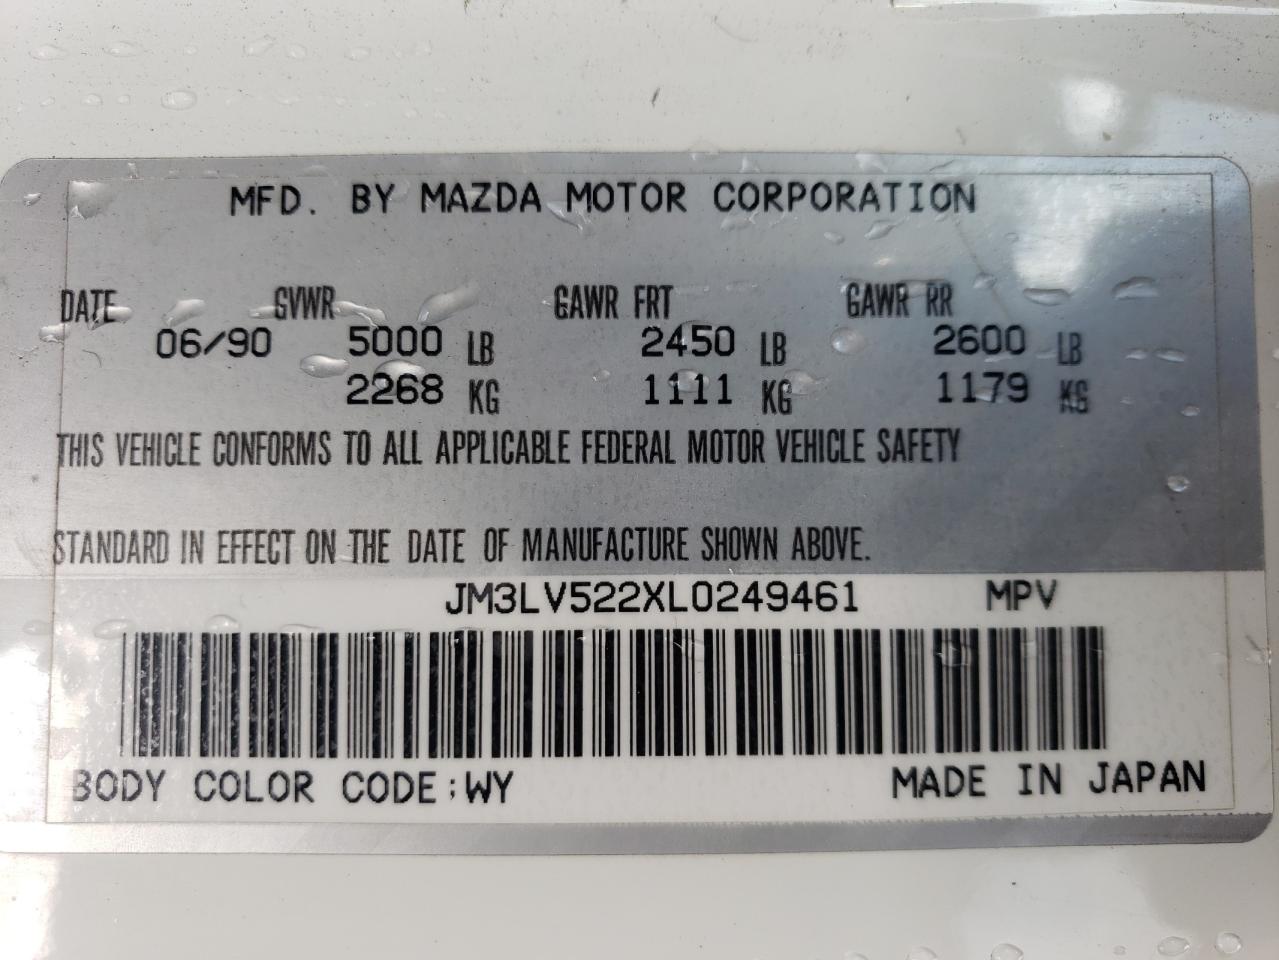 MFD. BY MAZDA MOTOR CORPORATION
DATE GVWR GAWR FRT GAWR RR
06/90 5000 LB 2450 LB 2600 LB
2268 KG 1111 KG 1179 KG
THIS VEHICLE CONFORMS TO ALL APPLICABLE FEDERAL MOTOR VEHICLE SAFETY
STANDARD IN EFFECT ON THE DATE OF MANUFACTURE SHOWN ABOVE.
JM3LV522XL0249461 MPV
BODY COLOR CODE:WY MADE IN JAPAN